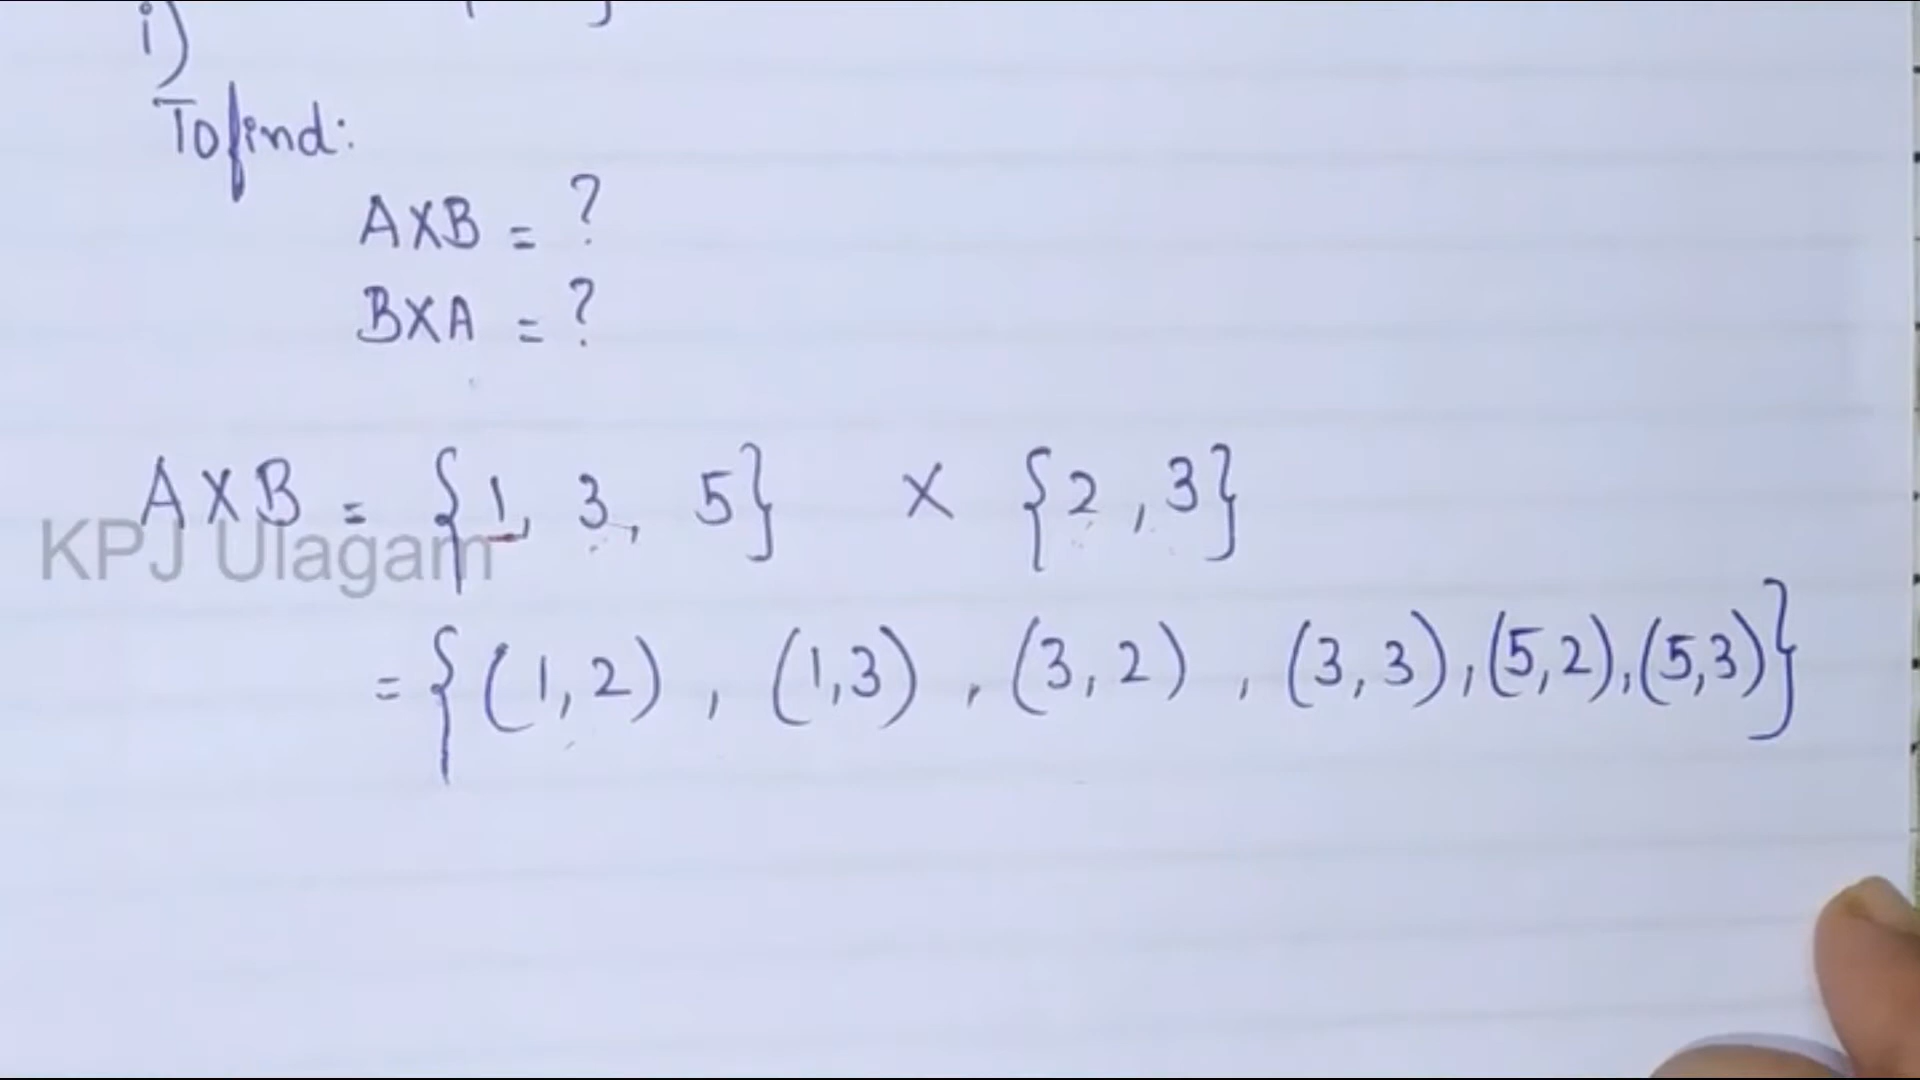 i)
To find:
A×B = ?
B×A = ?
A×B = {1, 3, 5} × {2, 3}
KPJ Ulagam
= {(1,2), (1,3), (3,2), (3,3), (5,2), (5,3)}